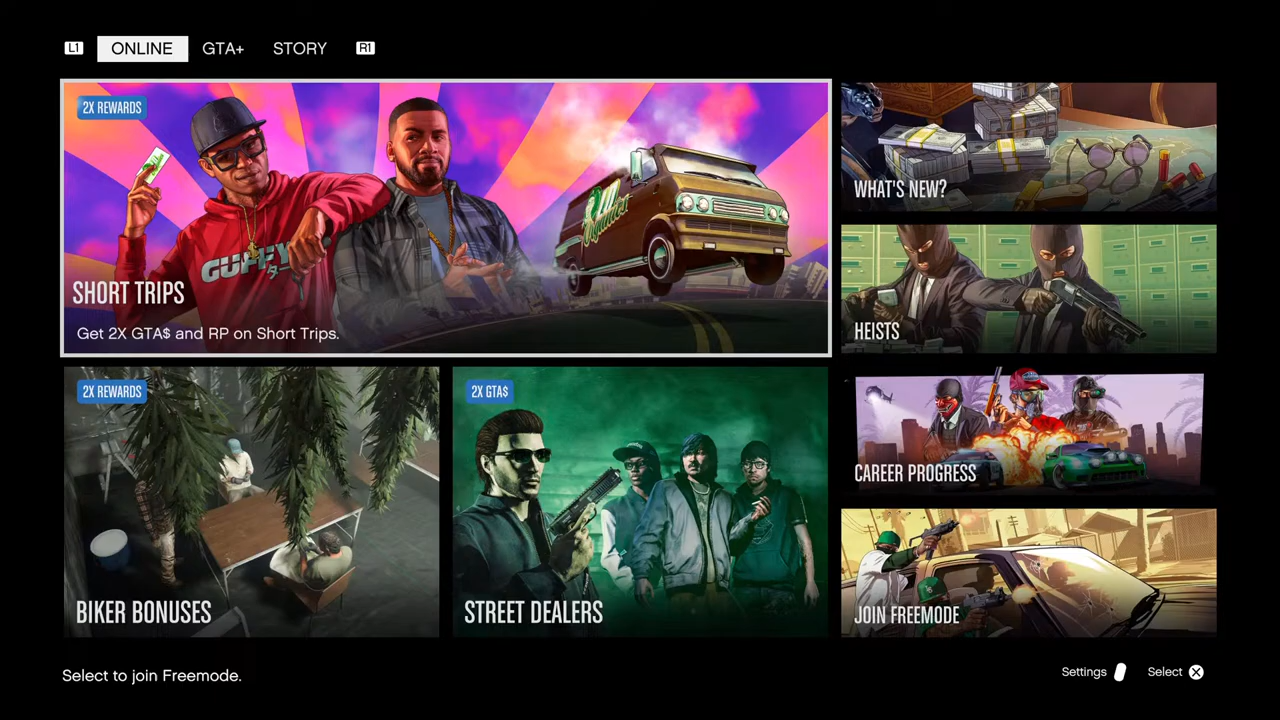 L1 ONLINE GTA+ STORY R1
2X REWARDS
GUFFY
SHORT TRIPS
Get 2X GTA$ and RP on Short Trips.
WHAT'S NEW?
HEISTS
2X REWARDS
BIKER BONUSES
2X GTA$
STREET DEALERS
CAREER PROGRESS
JOIN FREEMODE
Select to join Freemode.
Settings
Select